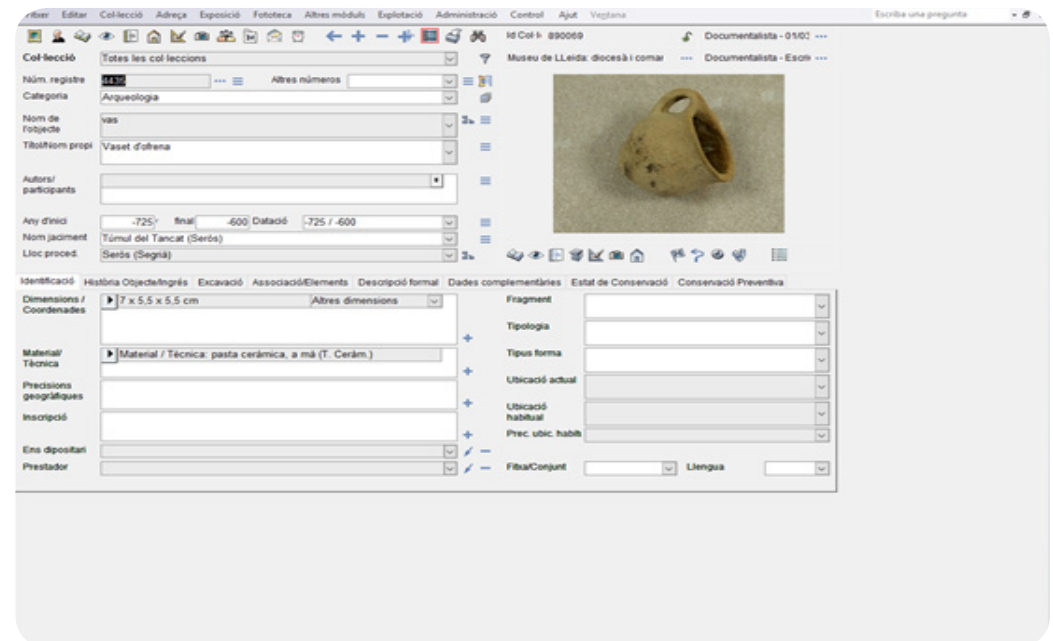 Editar Col·lecció Adreça Exposició Fototeca Altres mòduls Explotació Administració Control Ajut Ventana Escriba una pregunta
Id Col·l· 890069 Documentalista - 01/03
Col·lecció Totes les col·leccions Museu de LLeida: diocesà i comar Documentalista - Escrit
Núm. registre 4436 Altres números
Categoria Arqueologia
Nom de
l'objecte vas
Títol/Nom propi Vaset d'ofrena
Autors/
participants
Any d'inici -725 final -600 Datació -725 / -600
Nom jaciment Túmul del Tancat (Seròs)
Lloc proced. Seròs (Segrià)
Identificació Història Objecte/Ingrés Excavació Associació/Elements Descripció formal Dades complementàries Estat de Conservació Conservació Preventiva
Dimensions /
Coordenades 7 x 5,5 x 5,5 cm Altres dimensions Fragment
Tipologia
Material/
Tècnica Material / Tècnica: pasta ceràmica, a mà (T. Ceràm.) Tipus forma
Precisions
geogràfiques Ubicació actual
Inscripció Ubicació
habitual
Ens dipositari Prec. ubic. habit
Prestador Fitxa/Conjunt Llengua